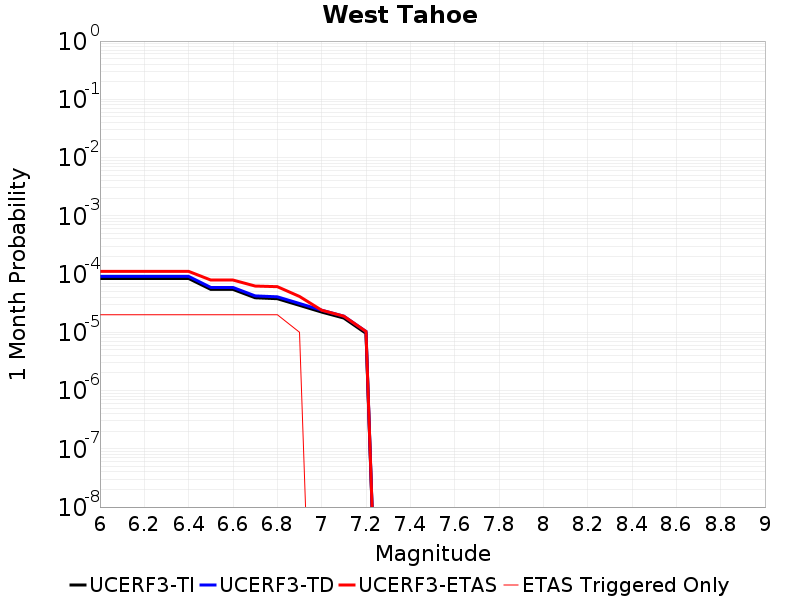 West Tahoe
1 Month Probability
10^0
10^-1
10^-2
10^-3
10^-4
10^-5
10^-6
10^-7
10^-8
6 6.2 6.4 6.6 6.8 7 7.2 7.4 7.6 7.8 8 8.2 8.4 8.6 8.8 9
Magnitude
UCERF3-TI UCERF3-TD UCERF3-ETAS ETAS Triggered Only